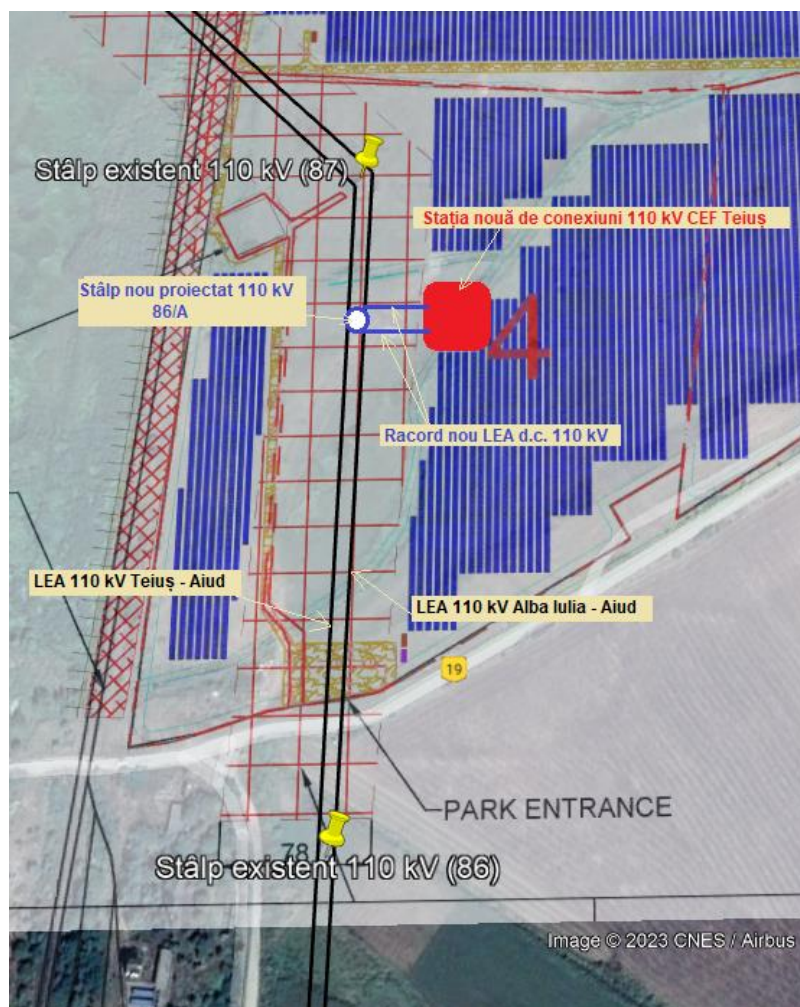 Stâlp existent 110 kV (87)
Stația nouă de conexiuni 110 kV CEF Teiuș
Stâlp nou proiectat 110 kV
86/A
4
Racord nou LEA d.c. 110 kV
LEA 110 kV Teiuș - Aiud
LEA 110 kV Alba Iulia - Aiud
19
PARK ENTRANCE
78
Stâlp existent 110 kV (86)
Image © 2023 CNES / Airbus